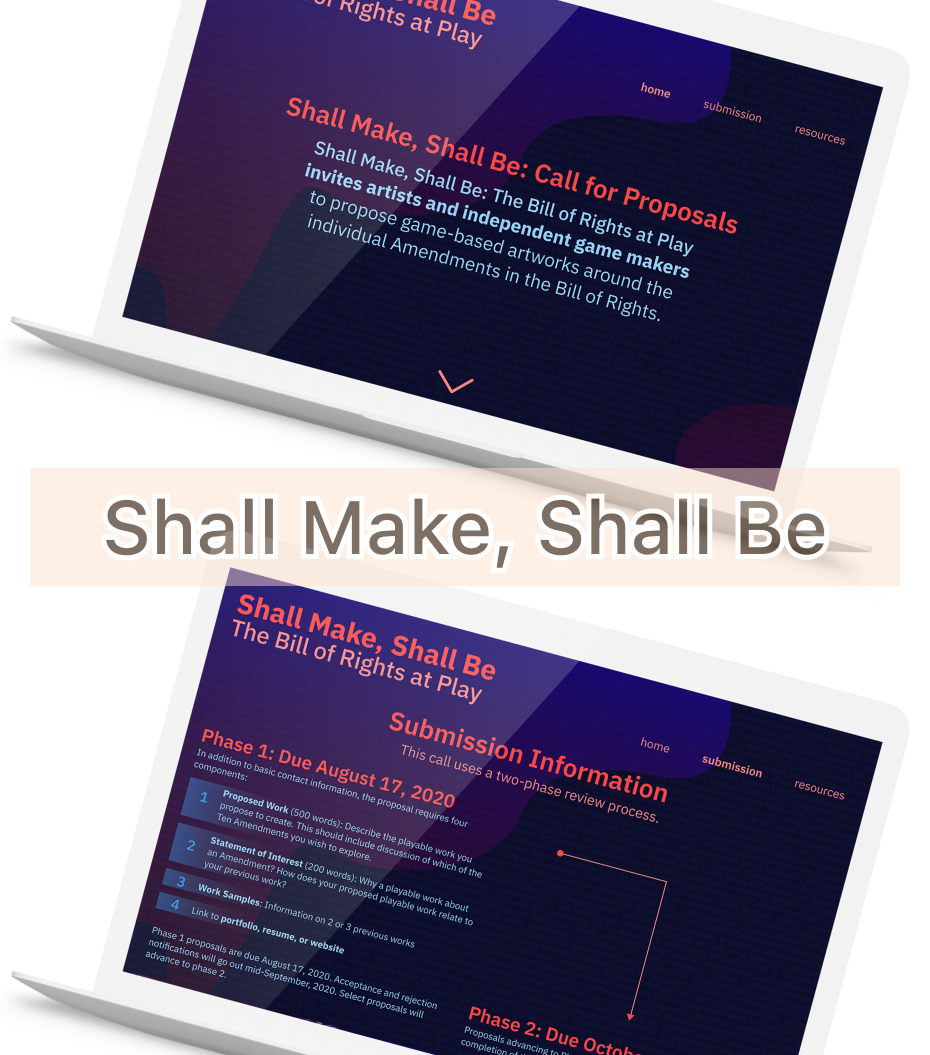 Shall Be
of Rights at Play
home
submission
resources
Shall Make, Shall Be: Call for Proposals
Shall Make, Shall Be: The Bill of Rights at Play
invites artists and independent game makers
to propose game-based artworks around the
individual Amendments in the Bill of Rights.
Shall Make, Shall Be
Shall Make, Shall Be
The Bill of Rights at Play
home
submission
resources
Submission Information
This call uses a two-phase review process.
Phase 1: Due August 17, 2020
In addition to basic contact information, the proposal requires four
components:
1
Proposed Work (500 words): Describe the playable work you
propose to create. This should include discussion of which of the
Ten Amendments you wish to explore.
2
Statement of Interest (200 words): Why a playable work about
an Amendment? How does your proposed playable work relate to
your previous work?
3
Work Samples: Information on 2 or 3 previous works
4
Link to portfolio, resume, or website
Phase 1 proposals are due August 17, 2020. Acceptance and rejection
notifications will go out mid-September, 2020. Select proposals will
advance to phase 2.
Phase 2: Due Octo
Proposals advancing to
completion of